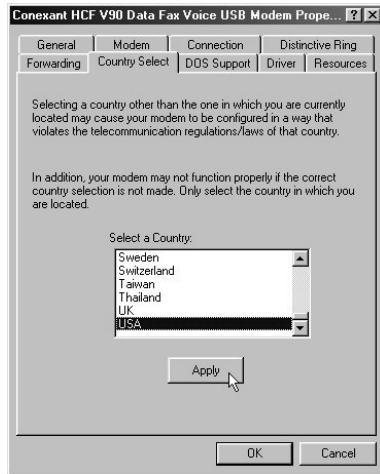 Conexant HCF V90 Data Fax Voice USB Modem Prope... ? ×
General Modem Connection Distinctive Ring
Forwarding Country Select DOS Support Driver Resources
Selecting a country other than the one in which you are currently
located may cause your modem to be configured in a way that
violates the telecommunication regulations/laws of that country.
In addition, your modem may not function properly if the correct
country selection is not made. Only select the country in which you
are located.
Select a Country:
Sweden
Switzerland
Taiwan
Thailand
UK
USA
Apply
OK Cancel